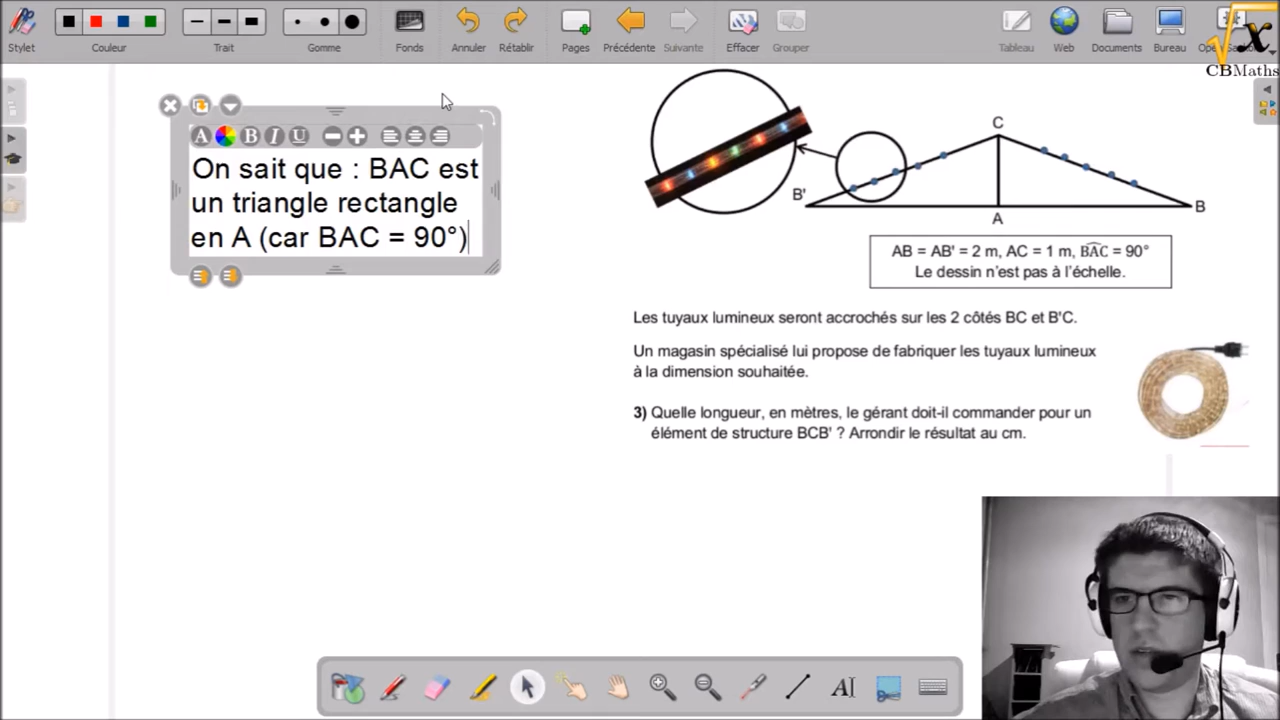 Stylet
Couleur
Trait
Gomme
Fonds
Annuler
Rétablir
Pages
Précédente
Suivante
Effacer
Grouper
Tableau
Web
Documents
Bureau
CBMaths
On sait que : BAC est
un triangle rectangle
en A (car BAC = 90°)
C
B'
A
B
AB = AB' = 2 m, AC = 1 m, BAC = 90°
Le dessin n'est pas à l'échelle.
Les tuyaux lumineux seront accrochés sur les 2 côtés BC et B'C.
Un magasin spécialisé lui propose de fabriquer les tuyaux lumineux
à la dimension souhaitée.
3) Quelle longueur, en mètres, le gérant doit-il commander pour un
élément de structure BCB' ? Arrondir le résultat au cm.